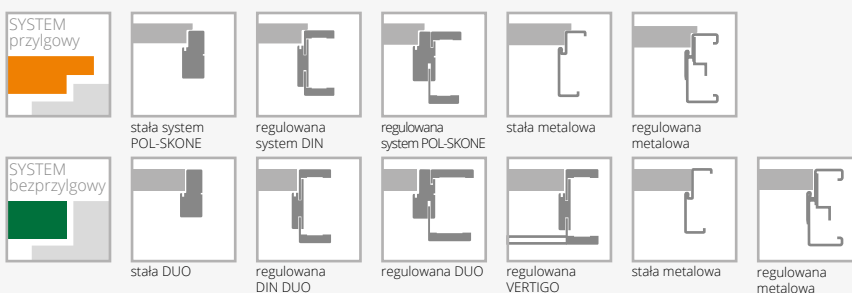 SYSTEM
przylgowy
stała system
POL-SKONE
regulowana
system DIN
regulowana
system POL-SKONE
stała metalowa
regulowana
metalowa
SYSTEM
bezprzylgowy
stała DUO
regulowana
DIN DUO
regulowana DUO
regulowana
VERTIGO
stała metalowa
regulowana
metalowa